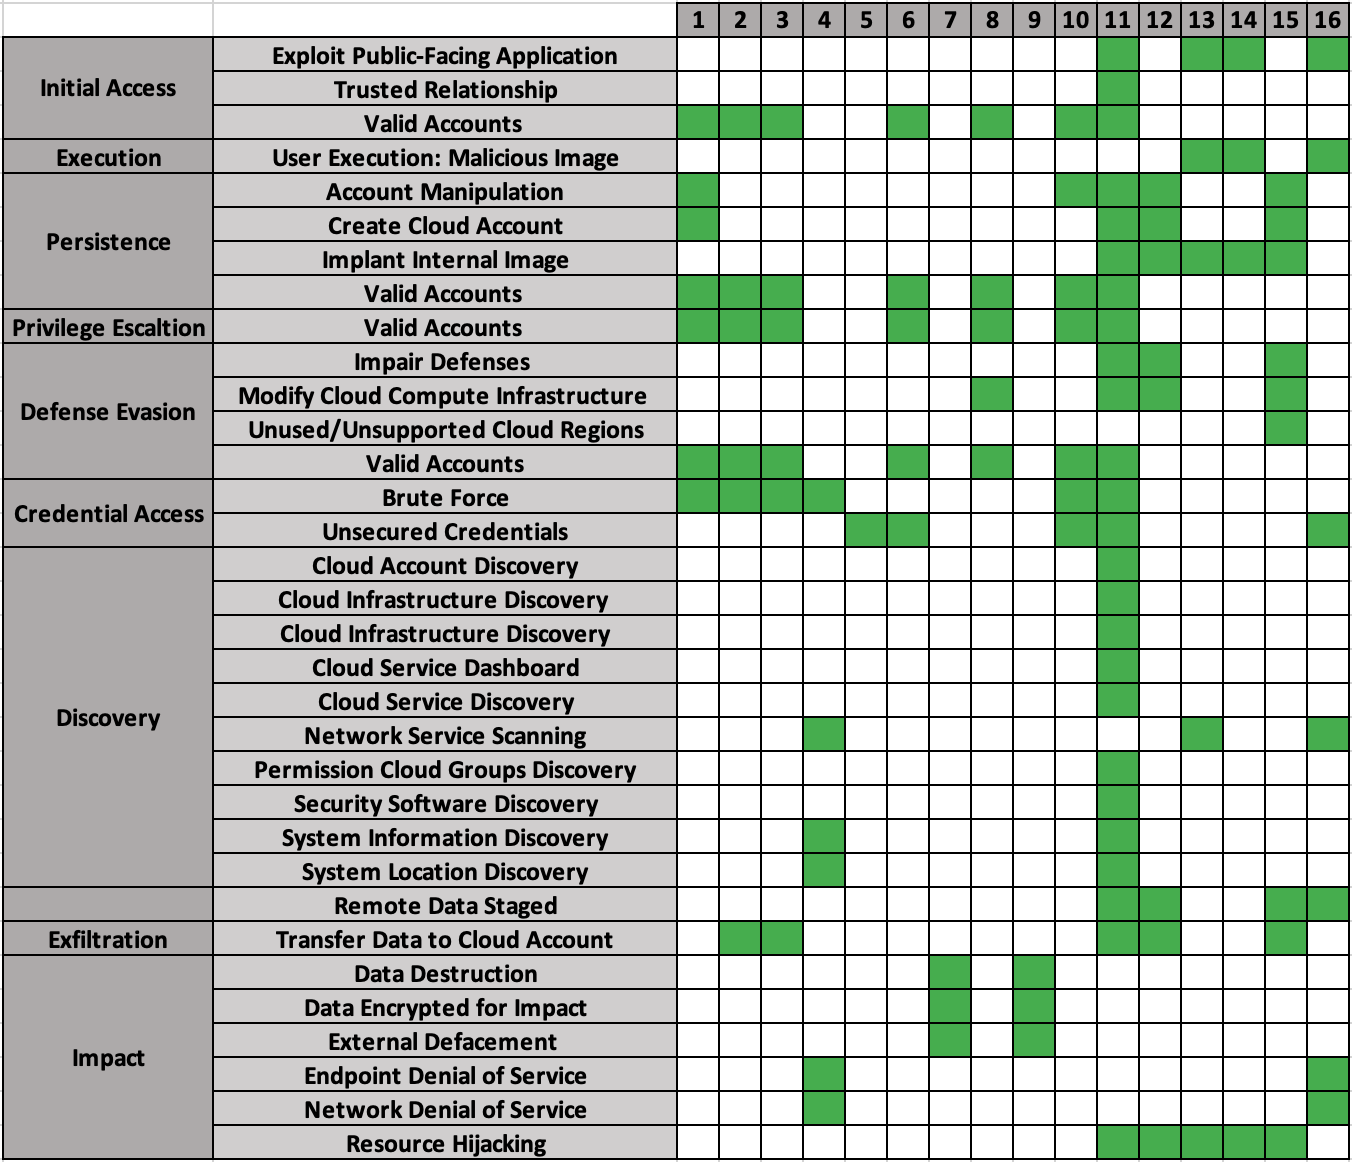 1 2 3 4 5 6 7 8 9 10 11 12 13 14 15 16
Initial Access
Exploit Public-Facing Application
Trusted Relationship
Valid Accounts
Execution
User Execution: Malicious Image
Persistence
Account Manipulation
Create Cloud Account
Implant Internal Image
Valid Accounts
Privilege Escaltion
Valid Accounts
Defense Evasion
Impair Defenses
Modify Cloud Compute Infrastructure
Unused/Unsupported Cloud Regions
Valid Accounts
Credential Access
Brute Force
Unsecured Credentials
Discovery
Cloud Account Discovery
Cloud Infrastructure Discovery
Cloud Infrastructure Discovery
Cloud Service Dashboard
Cloud Service Discovery
Network Service Scanning
Permission Cloud Groups Discovery
Security Software Discovery
System Information Discovery
System Location Discovery
Remote Data Staged
Exfiltration
Transfer Data to Cloud Account
Impact
Data Destruction
Data Encrypted for Impact
External Defacement
Endpoint Denial of Service
Network Denial of Service
Resource Hijacking